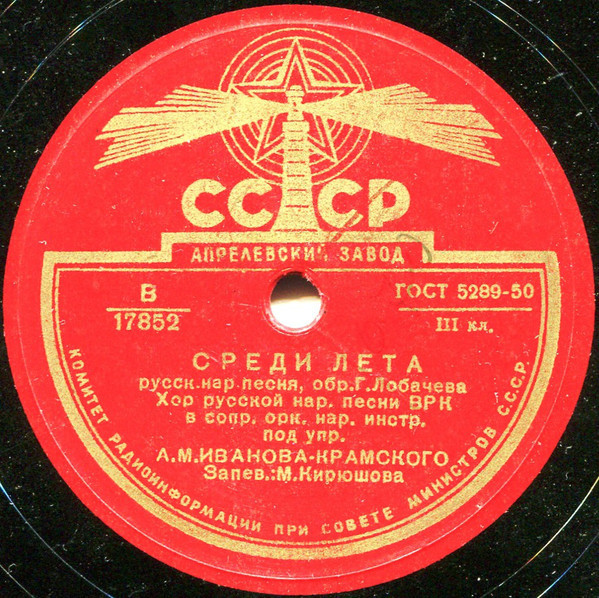 СССР
АПРЕЛЕВСКИЙ ЗАВОД
В
17852
ГОСТ 5289-50
III кл.
СРЕДИ ЛЕТА
русск.нар.песня, обр.Г.Лобачева
Хор русской нар. песни ВРК
в сопр. орк. нар. инстр.
под упр.
А.М.ИВАНОВА-КРАМСКОГО
Запев.:М.Кирюшова
КОМИТЕТ РАДИОИНФОРМАЦИИ ПРИ СОВЕТЕ МИНИСТРОВ СССР.